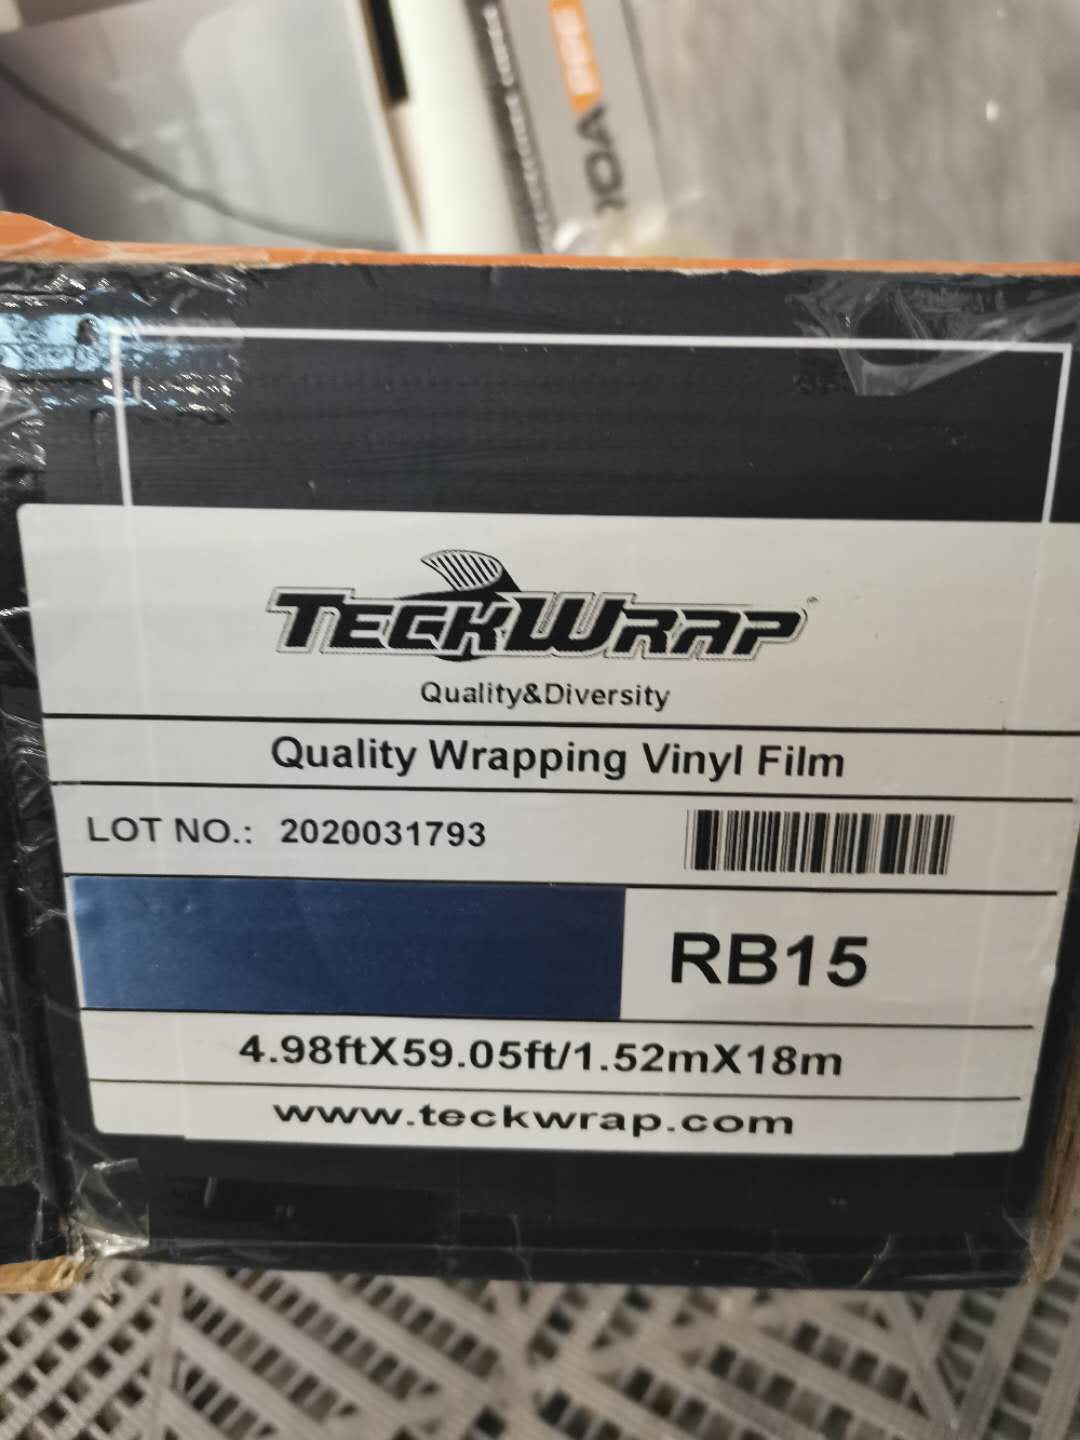 TECKWRAP
Quality&Diversity
Quality Wrapping Vinyl Film
LOT NO.: 2020031793
RB15
4.98ftX59.05ft/1.52mX18m
www.teckwrap.com